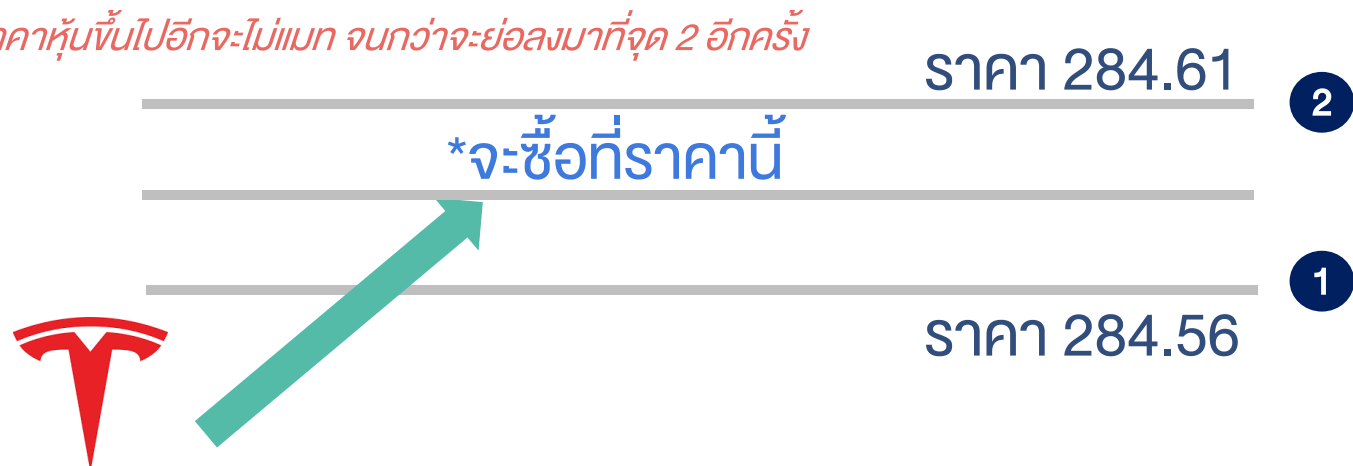 าคาหุ้นขึ้นไปอีกจะไม่แมท จนกว่าจะย่อลงมาที่จุด 2 อีกครั้ง
ราคา 284.61
2
*จะซื้อที่ราคานี้
1
ราคา 284.56